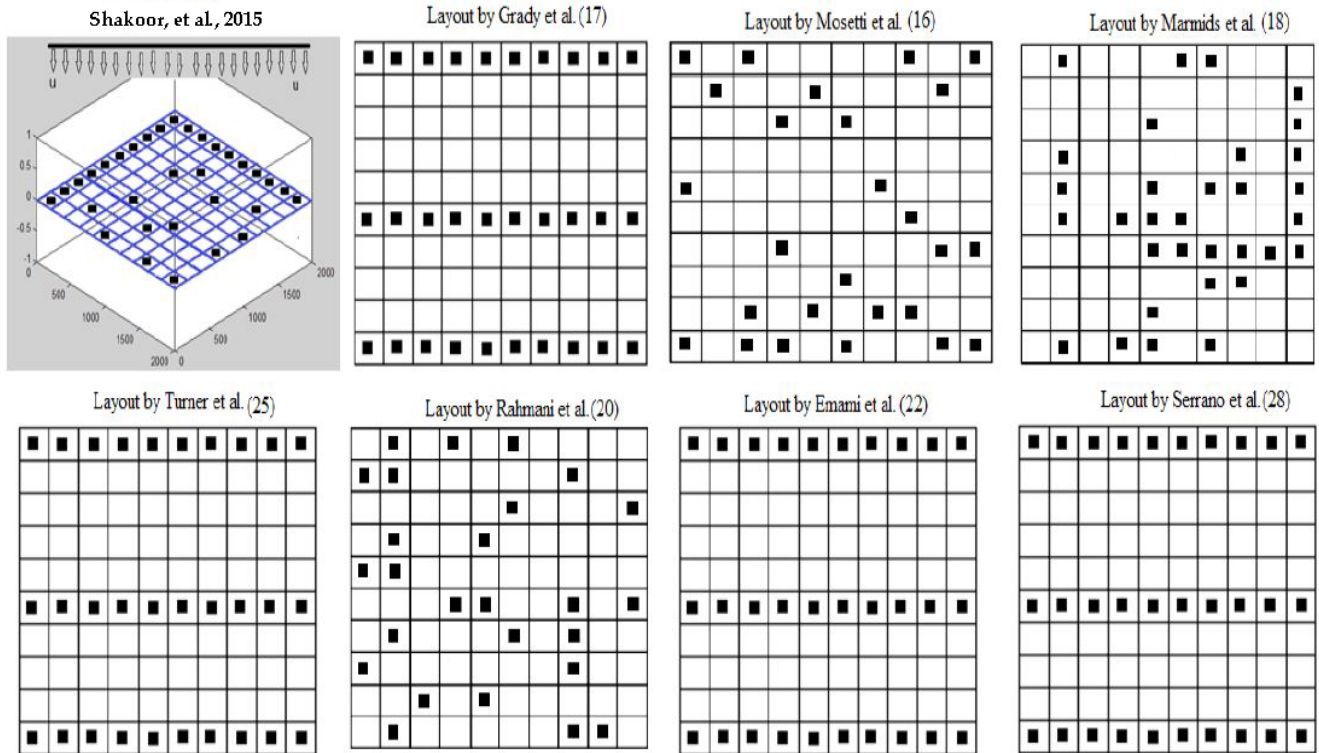 Shakoor, et al., 2015
Layout by Grady et al. (17)
Layout by Mosetti et al. (16)
Layout by Marmids et al. (18)
u
u
1
0.5
0
-0.5
-1
0
500
1000
1500
2000
0
500
1000
1500
2000
Layout by Turner et al. (25)
Layout by Rahmani et al. (20)
Layout by Emami et al. (22)
Layout by Serrano et al. (28)